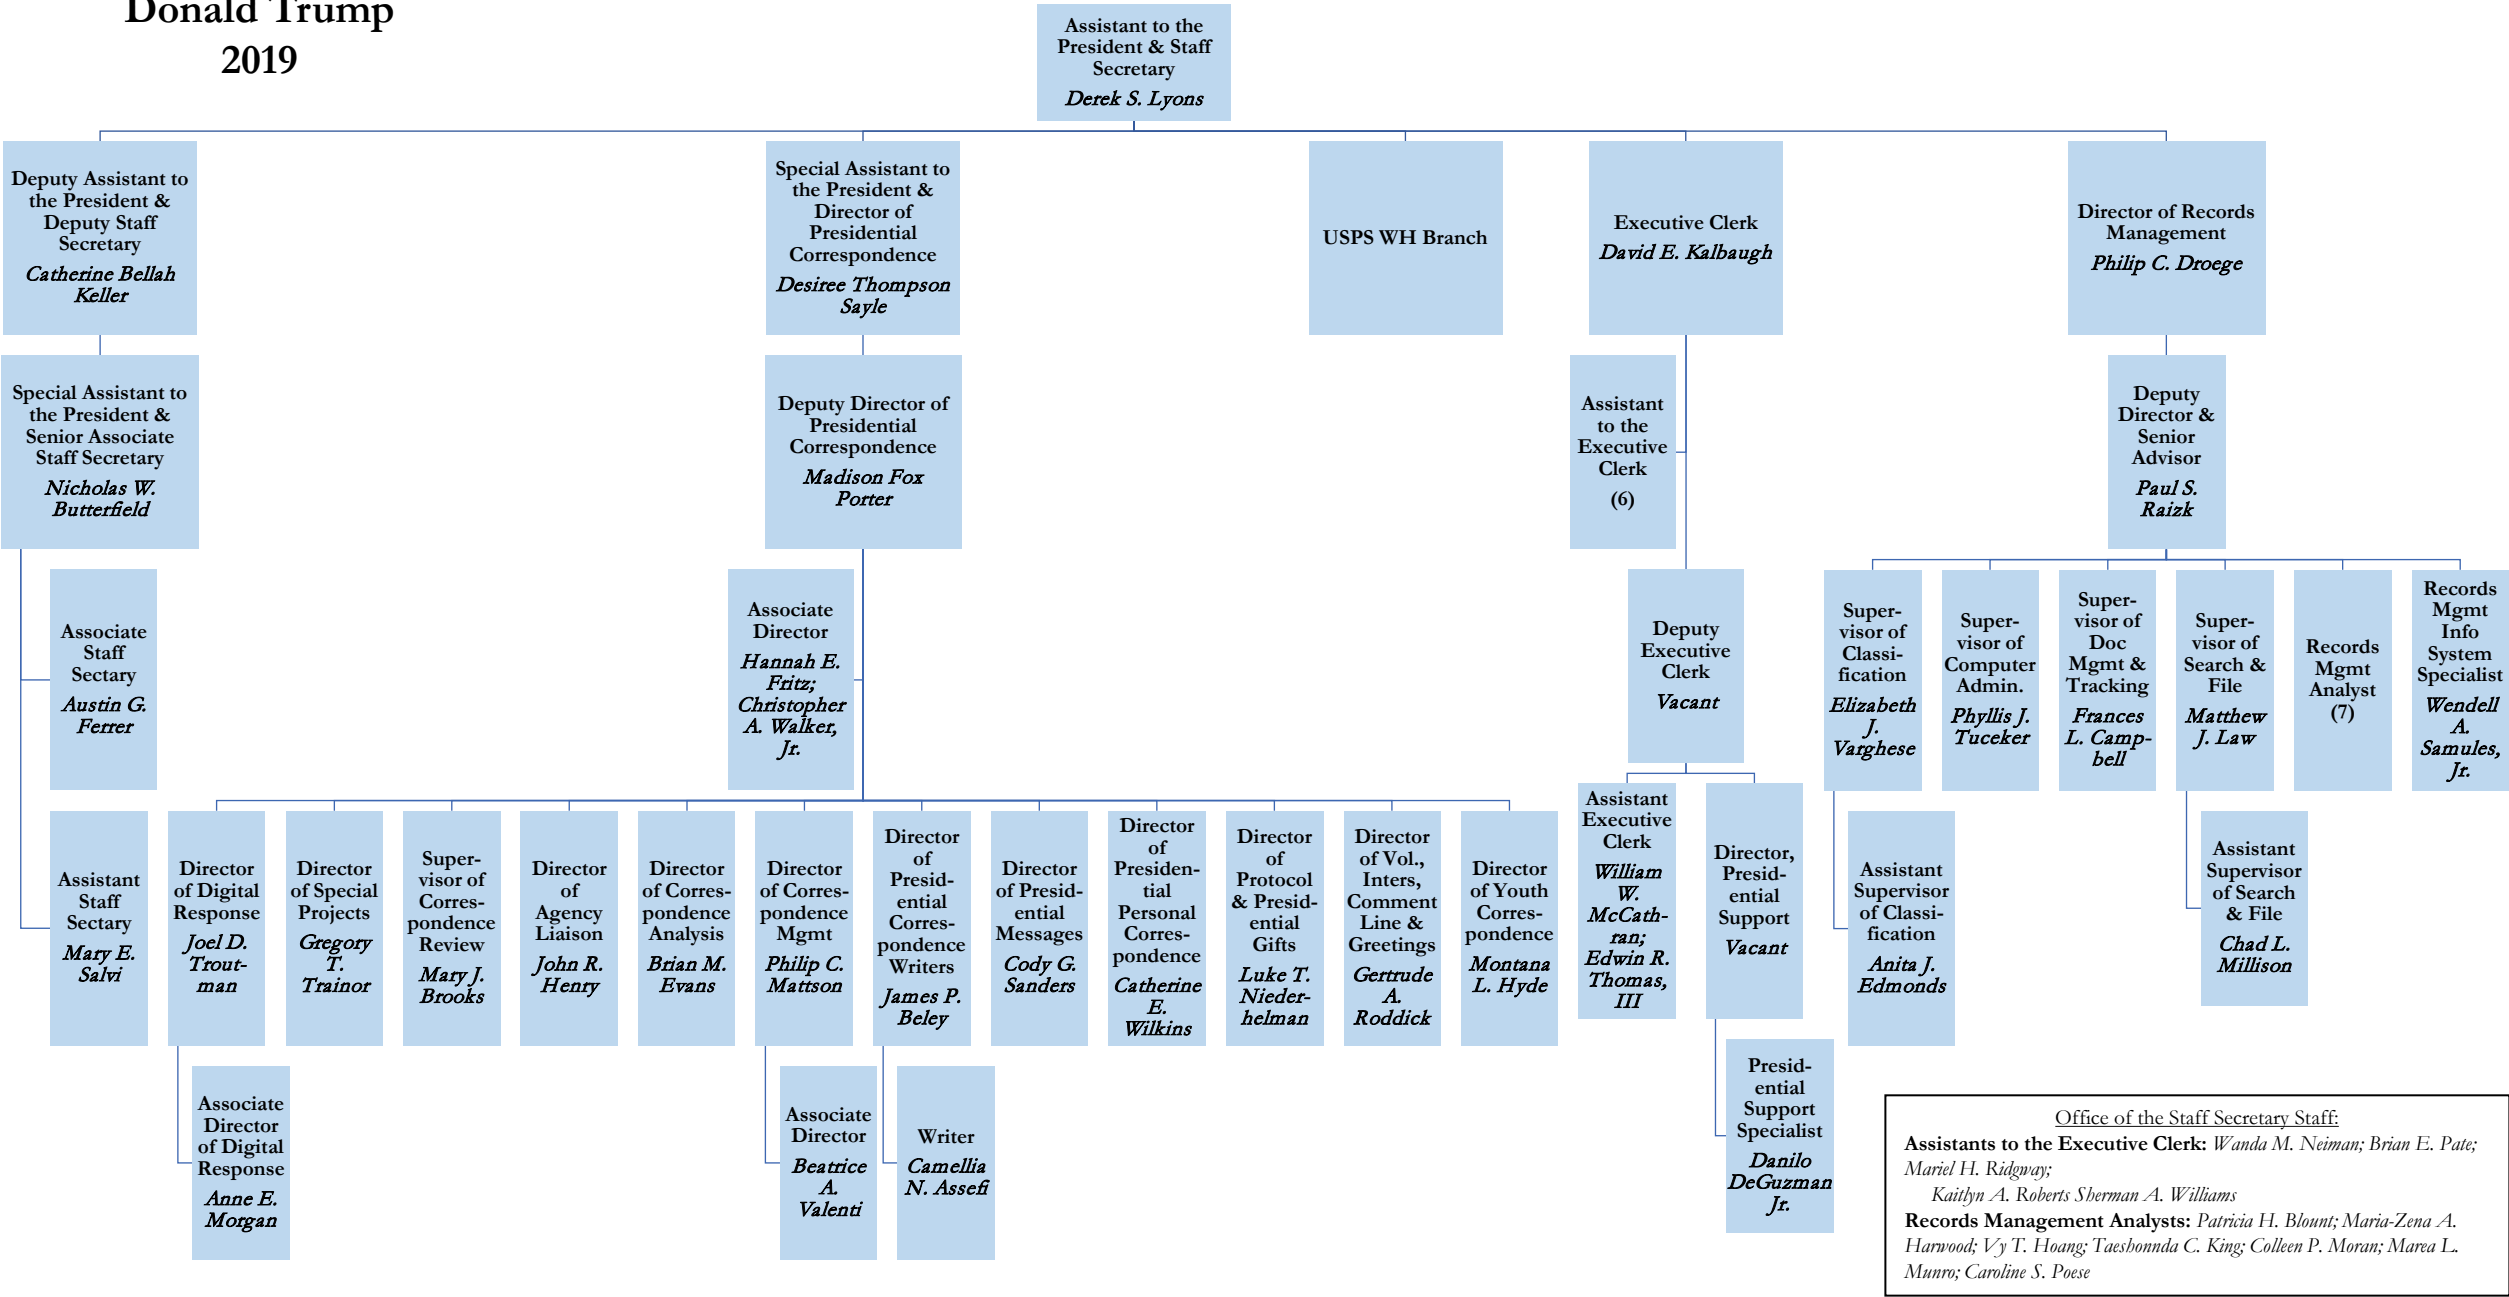 Donald Trump
2019
Assistant to the
President & Staff
Secretary
Derek S. Lyons
Deputy Assistant to
the President &
Deputy Staff
Secretary
Catherine Bellah
Keller
Special Assistant to
the President &
Director of
Presidential
Correspondence
Desiree Thompson
Sayle
USPS WH Branch
Executive Clerk
David E. Kalbaugh
Director of Records
Management
Philip C. Droege
Special Assistant to
the President &
Senior Associate
Staff Secretary
Nicholas W.
Butterfield
Deputy Director of
Presidential
Correspondence
Madison Fox
Porter
Assistant
to the
Executive
Clerk
(6)
Deputy
Director &
Senior
Advisor
Paul S.
Raizk
Associate
Staff
Sectary
Austin G.
Ferrer
Associate
Director
Hannah E.
Fritz;
Christopher
A. Walker,
Jr.
Deputy
Executive
Clerk
Vacant
Super-
visor of
Classi-
fication
Elizabeth
J.
Varghese
Super-
visor of
Computer
Admin.
Phyllis J.
Tuceker
Super-
visor of
Doc
Mgmt &
Tracking
Frances
L. Camp-
bell
Super-
visor of
Search &
File
Matthew
J. Law
Records
Mgmt
Analyst
(7)
Records
Mgmt
Info
System
Specialist
Wendell
A.
Samules,
Jr.
Assistant
Staff
Sectary
Mary E.
Salvi
Director
of Digital
Response
Joel D.
Trout-
man
Director
of Special
Projects
Gregory
T.
Trainor
Super-
visor of
Corres-
pondence
Review
Mary J.
Brooks
Director
of
Agency
Liaison
John R.
Henry
Director
of Corres-
pondence
Analysis
Brian M.
Evans
Director
of Corres-
pondence
Mgmt
Philip C.
Mattson
Director
of
Presid-
ential
Corres-
pondence
Writers
James P.
Beley
Director
of Presid-
ential
Messages
Cody G.
Sanders
Director
of
Presiden-
tial
Personal
Corres-
pondence
Catherine
E.
Wilkins
Director
of
Protocol
& Presid-
ential
Gifts
Luke T.
Nieder-
helman
Director
of Vol.,
Inters,
Comment
Line &
Greetings
Gertrude
A.
Roddick
Director
of Youth
Corres-
pondence
Montana
L. Hyde
Assistant
Executive
Clerk
William
W.
McCath-
ran;
Edwin R.
Thomas,
III
Director,
Presid-
ential
Support
Vacant
Assistant
Supervisor
of Classi-
fication
Anita J.
Edmonds
Assistant
Supervisor
of Search
& File
Chad L.
Millison
Associate
Director
of Digital
Response
Anne E.
Morgan
Associate
Director
Beatrice
A.
Valenti
Writer
Camellia
N. Assefi
Presid-
ential
Support
Specialist
Danilo
DeGuzman
Jr.
Office of the Staff Secretary Staff:
Assistants to the Executive Clerk: Wanda M. Neiman; Brian E. Pate;
Mariel H. Ridgway;
Kaitlyn A. Roberts Sherman A. Williams
Records Management Analysts: Patricia H. Blount; Maria-Zena A.
Harwood; Vy T. Hoang; Taeshonnda C. King; Colleen P. Moran; Marea L.
Munro; Caroline S. Poese